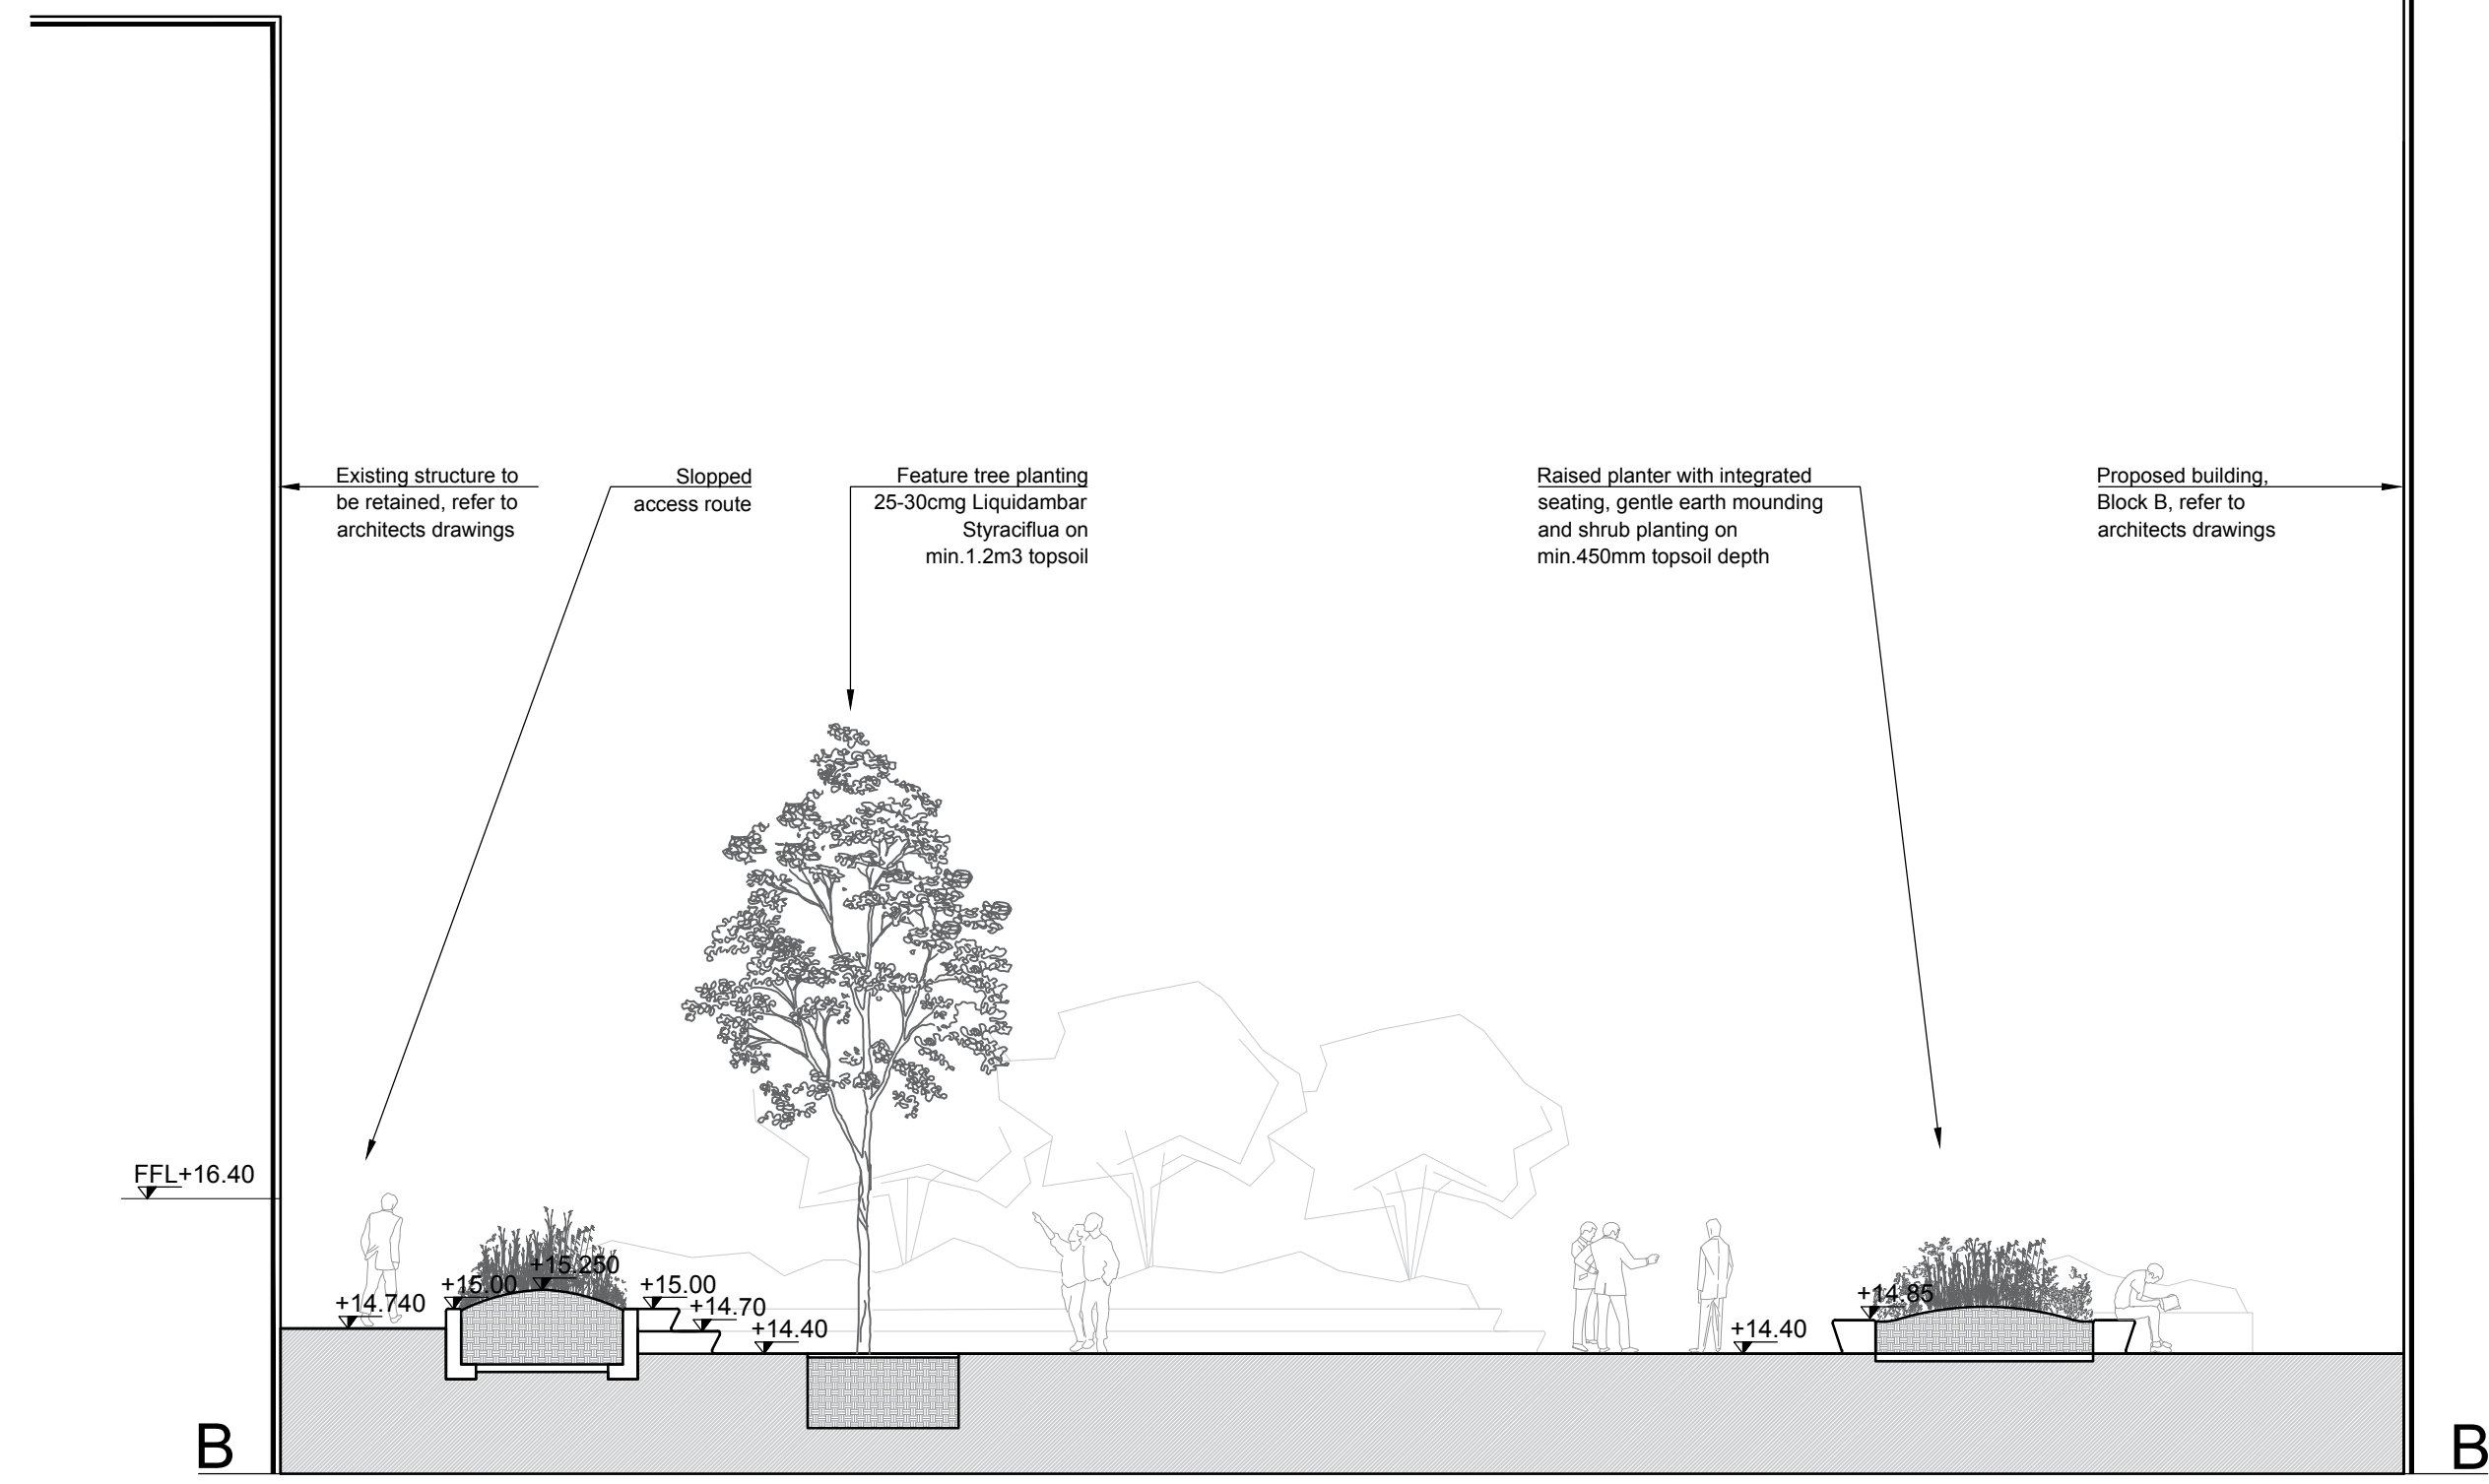 Existing structure to
be retained, refer to
architects drawings
Slopped
access route
Feature tree planting
25-30cmg Liquidambar
Styraciflua on
min.1.2m3 topsoil
Raised planter with integrated
seating, gentle earth mounding
and shrub planting on
min.450mm topsoil depth
Proposed building,
Block B, refer to
architects drawings
FFL+16.40
+14.740
+15.00
+15.250
+15.00
+14.70
+14.40
+14.40
+14.85
B
B